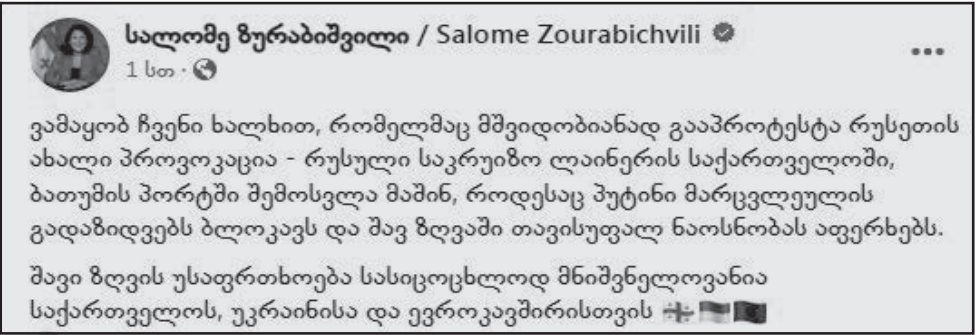 სალომე ზურაბიშვილი / Salome Zourabichvili
1 სთ ·
ვამაყობ ჩვენი ხალხით, რომელმაც მშვიდობიანად გააპროტესტა რუსეთის
ახალი პროვოკაცია - რუსული საკრუიზო ლაინერის საქართველოში,
ბათუმის პორტში შემოსვლა მაშინ, როდესაც პუტინი მარცვლეულის
გადაზიდვებს ბლოკავს და შავ ზღვაში თავისუფალ ნაოსნობას აფერხებს.
შავი ზღვის უსაფრთხოება სასიცოცხლოდ მნიშვნელოვანია
საქართველოს, უკრაინისა და ევროკავშირისთვის 🇬🇪🇺🇦🇪🇺